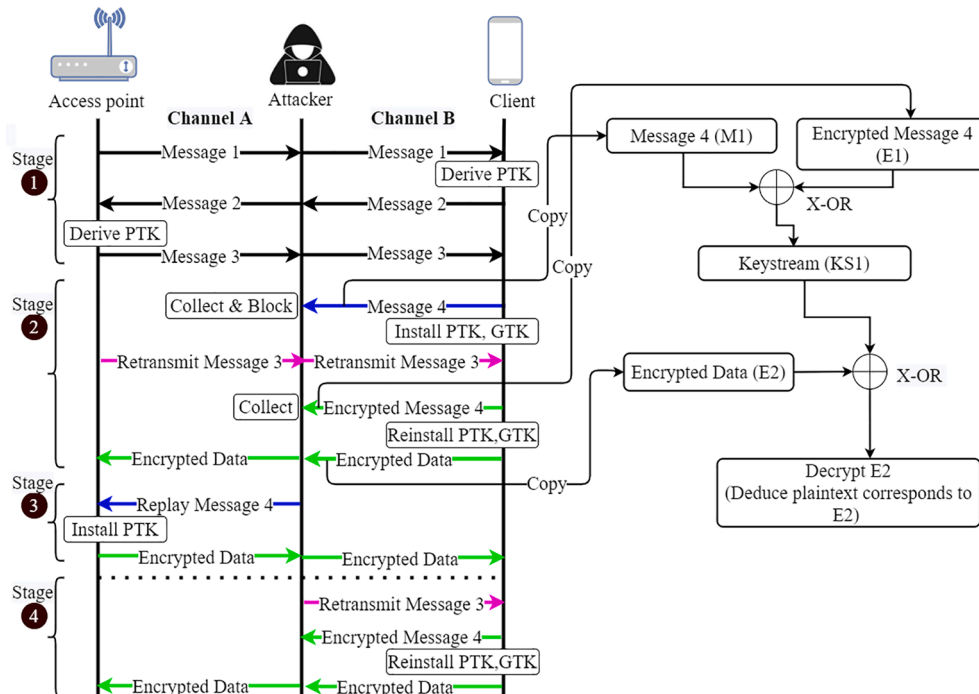 Access point
Attacker
Client
Channel A
Channel B
Stage
1
Message 1
Message 1
Derive PTK
Message 2
Message 2
Derive PTK
Message 3
Message 3
Stage
2
Collect & Block
Message 4
Install PTK, GTK
Retransmit Message 3
Retransmit Message 3
Collect
Encrypted Message 4
Reinstall PTK,GTK
Encrypted Data
Encrypted Data
Stage
3
Replay Message 4
Install PTK
Encrypted Data
Encrypted Data
Stage
4
Retransmit Message 3
Encrypted Message 4
Reinstall PTK,GTK
Encrypted Data
Encrypted Data
Copy
Copy
Copy
Message 4 (M1)
Encrypted Message 4
(E1)
X-OR
Keystream (KS1)
Encrypted Data (E2)
X-OR
Decrypt E2
(Deduce plaintext corresponds to
E2)